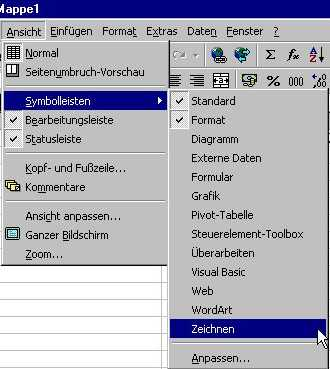 Mappe1
Ansicht Einfügen Format Extras Daten Fenster ?
Normal
Seitenumbruch-Vorschau
Symbolleisten
Bearbeitungsleiste
Statusleiste
Kopf- und Fußzeile...
Kommentare
Ansicht anpassen...
Ganzer Bildschirm
Zoom...
Σ fx
% 000
Standard
Format
Diagramm
Externe Daten
Formular
Grafik
Pivot-Tabelle
Steuerelement-Toolbox
Überarbeiten
Visual Basic
Web
WordArt
Zeichnen
Anpassen...